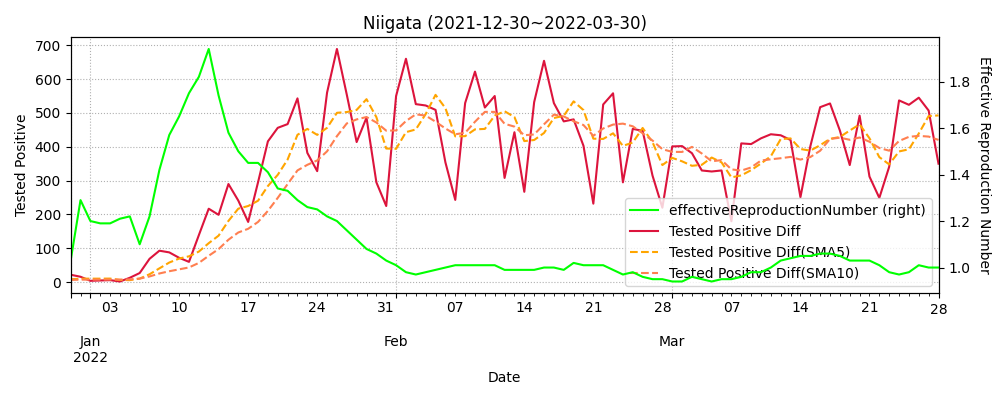 Niigata (2021-12-30~2022-03-30)
Tested Positive
700
600
500
400
300
200
100
0
1.8
1.6
1.4
1.2
1.0
Effective Reproduction Number
effectiveReproductionNumber (right)
Tested Positive Diff
Tested Positive Diff(SMA5)
Tested Positive Diff(SMA10)
03 10 17 24 31 07 14 21 28 07 14 21 28
Jan Feb Mar
2022
Date